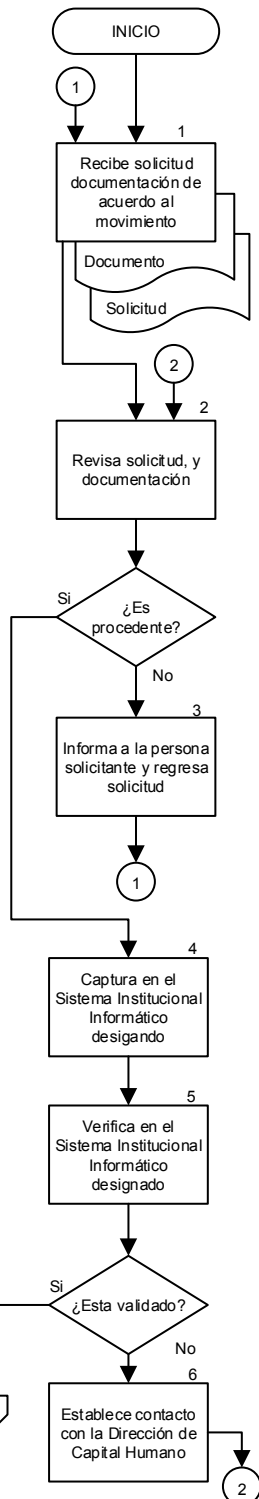 INICIO
1
1
Recibe solicitud
documentación de
acuerdo al
movimiento
Documento
Solicitud
2
2
Revisa solicitud, y
documentación
Si
¿Es
procedente?
No
3
Informa a la persona
solicitante y regresa
solicitud
1
4
Captura en el
Sistema Institucional
Informático
desigando
5
Verifica en el
Sistema Institucional
Informático
designado
Si
¿Esta validado?
No
6
Establece contacto
con la Dirección de
Capital Humano
2